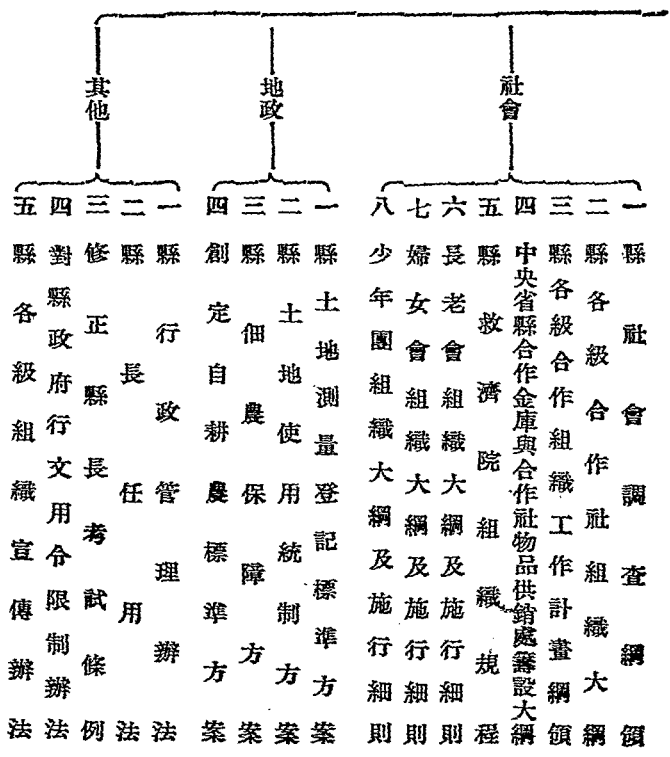 社會
一 縣社會調查綱領
二 縣各級合作社組織大綱
三 縣各級合作組織工作計畫綱領
四 中央省縣合作金庫與合作社物品供銷處籌設大綱
五 縣救濟院組織規程
六 長老會組織大綱及施行細則
七 婦女會組織大綱及施行細則
八 少年團組織大綱及施行細則
地政
一 縣土地測量登記標準方案
二 縣土地使用統制方案
三 縣佃農保障方案
四 創定自耕農標準方案
其他
一 縣行政管理辦法
二 縣長任用法
三 修正縣長考試條例
四 對縣政府行文用令限制辦法
五 縣各級組織宣傳辦法